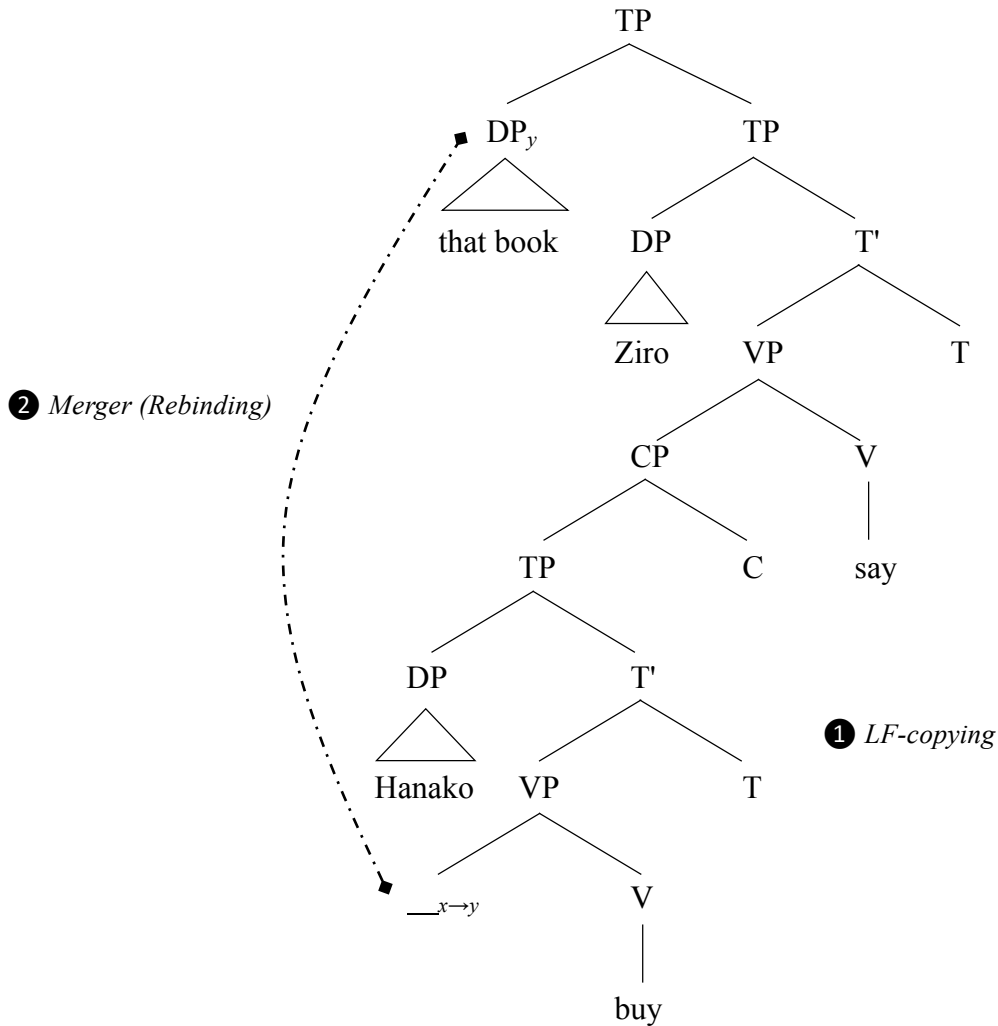 TP
DPy TP
that book DP T'
Ziro VP T
❷ Merger (Rebinding)
CP V
TP C say
DP T'
❶ LF-copying
Hanako VP T
__x→y V
buy